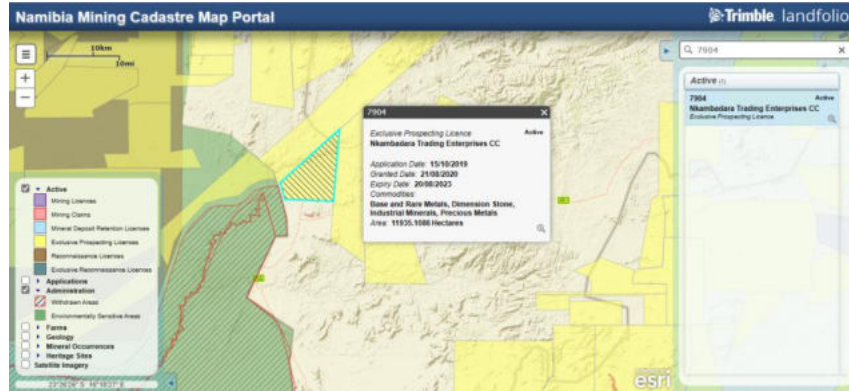 Namibia Mining Cadastre Map Portal
Trimble landfolio
10km
10mi
7904
Active (1)
7904 Active
Nkambadara Trading Enterprises CC
Exclusive Prospecting Licence
7904
Exclusive Prospecting Licence Active
Nkambadara Trading Enterprises CC
Application Date: 15/10/2019
Granted Date: 21/08/2020
Expiry Date: 20/08/2023
Commodities:
Base and Rare Metals, Dimension Stone,
Industrial Minerals, Precious Metals
Area: 11935.1086 Hectares
Active
Mining Licences
Mining Claims
Mineral Deposit Retention Licences
Exclusive Prospecting Licences
Reconnaissance Licences
Exclusive Reconnaissance Licences
Applications
Administration
Withdrawn Areas
Environmentally Sensitive Areas
Farms
Geology
Mineral Occurrences
Heritage Sites
Satellite Imagery
esri